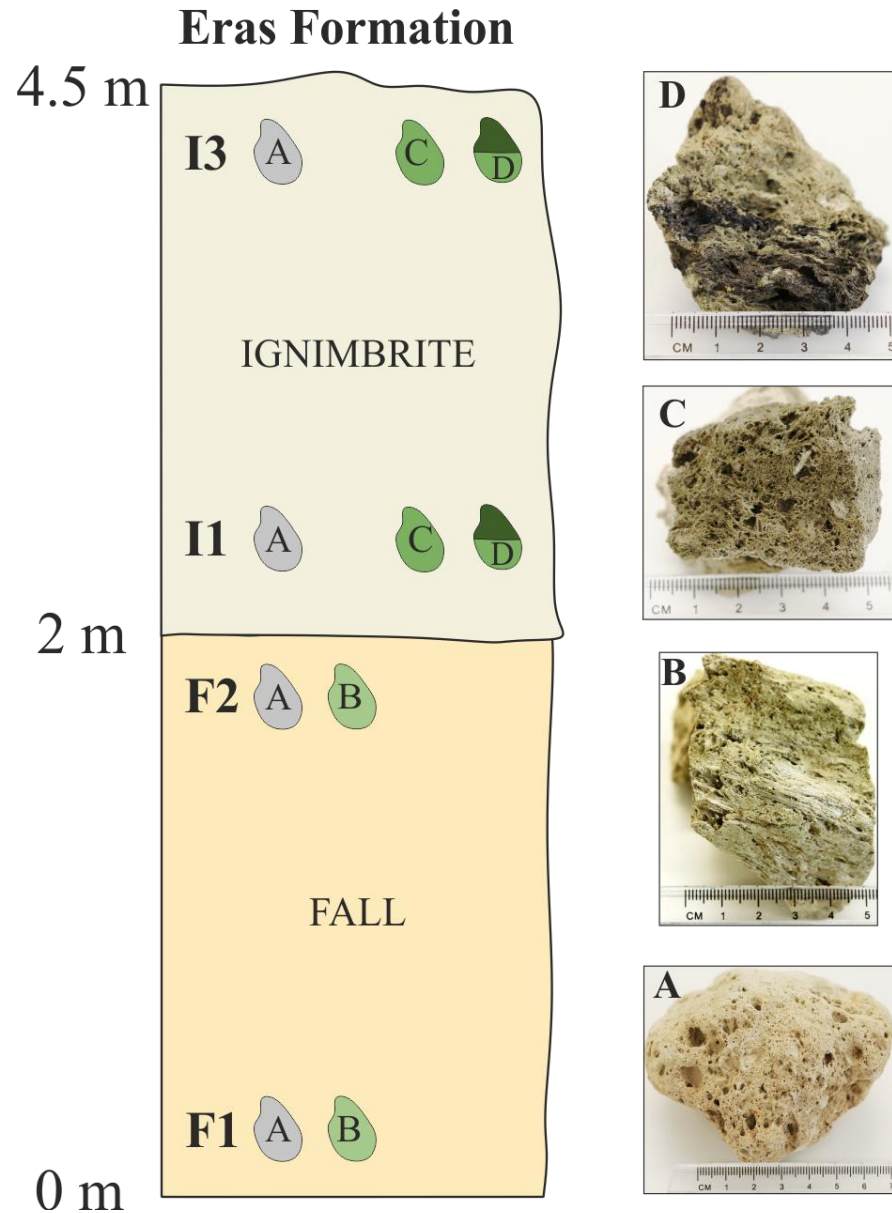 Eras Formation
4.5 m
I3 A C D
IGNIMBRITE
I1 A C D
2 m
F2 A B
FALL
F1 A B
0 m
D
CM 1 2 3 4 5
C
CM 1 2 3 4 5
B
CM 1 2 3 4 5
A
CM 1 2 3 4 5 6 7